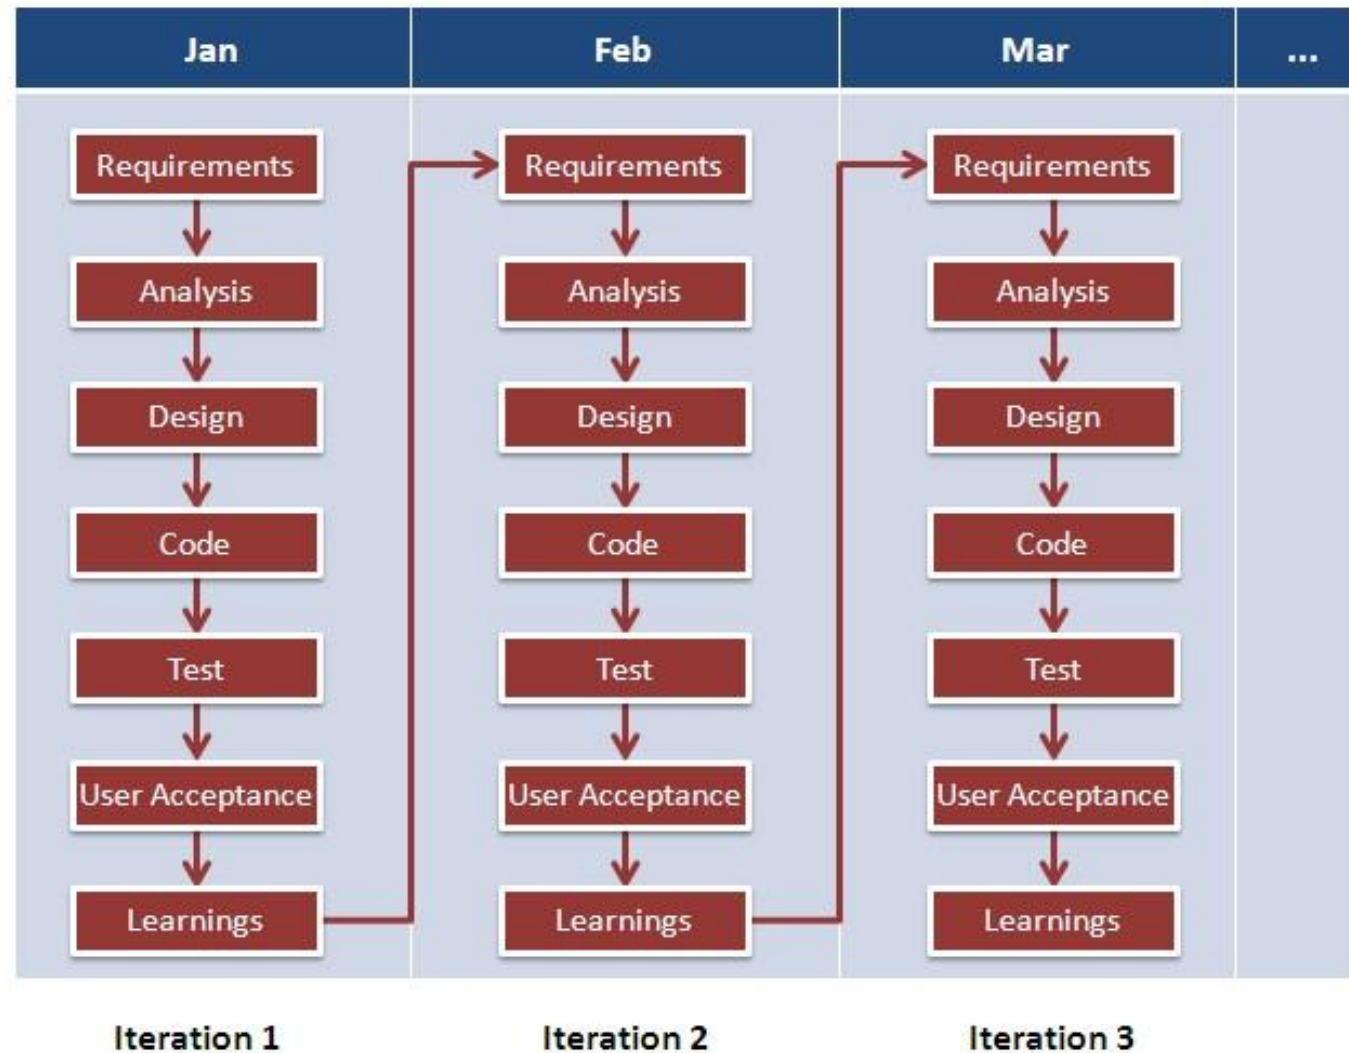 Jan
Feb
Mar
...
Requirements
Analysis
Design
Code
Test
User Acceptance
Learnings
Requirements
Analysis
Design
Code
Test
User Acceptance
Learnings
Requirements
Analysis
Design
Code
Test
User Acceptance
Learnings
Iteration 1
Iteration 2
Iteration 3